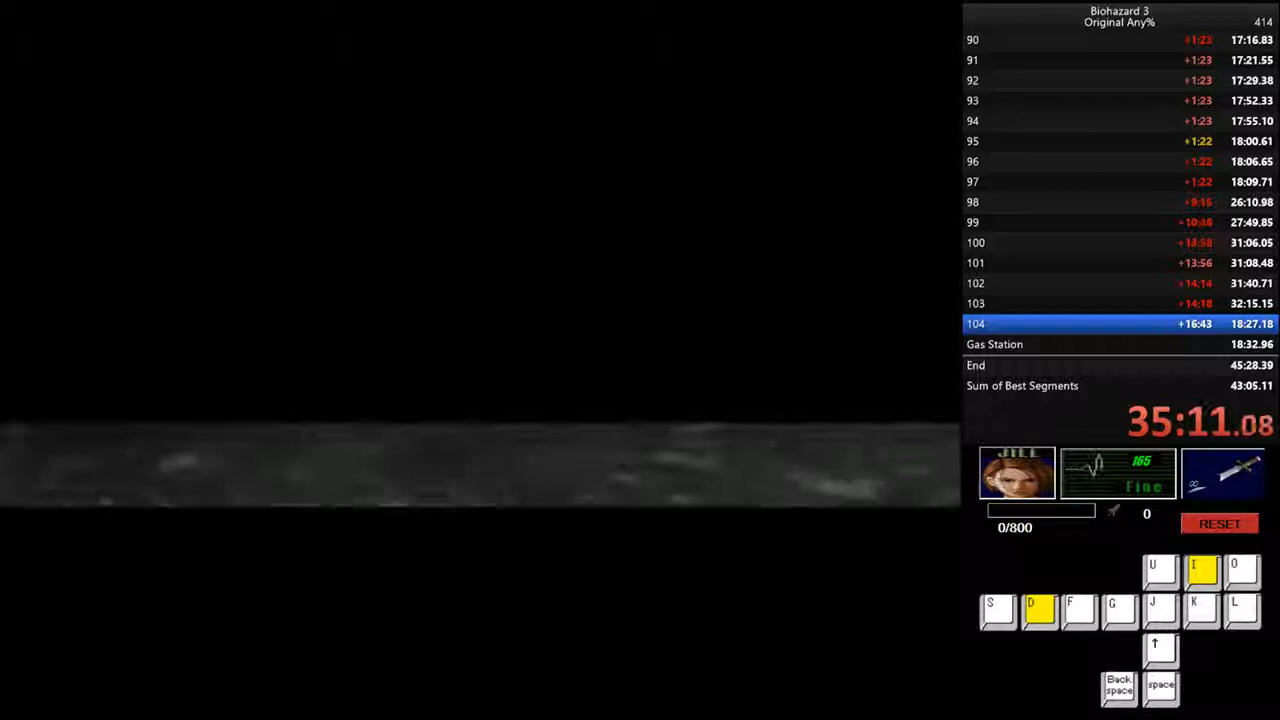 Biohazard 3
Original Any%
414
90 +1:23 17:16.83
91 +1:23 17:21.55
92 +1:23 17:29.38
93 +1:23 17:52.33
94 +1:23 17:55.10
95 +1:22 18:00.61
96 +1:22 18:06.65
97 +1:22 18:09.71
98 +9:15 26:10.98
99 +10:46 27:49.85
100 +13:58 31:06.05
101 +13:56 31:08.48
102 +14:14 31:40.71
103 +14:18 32:15.15
104 +16:43 18:27.18
Gas Station 18:32.96
End 45:28.39
Sum of Best Segments 43:05.11
35:11.08
JILL
165
Fine
∞
0
0/800
RESET
U I O
S D F G J K L
↑
Back space
space